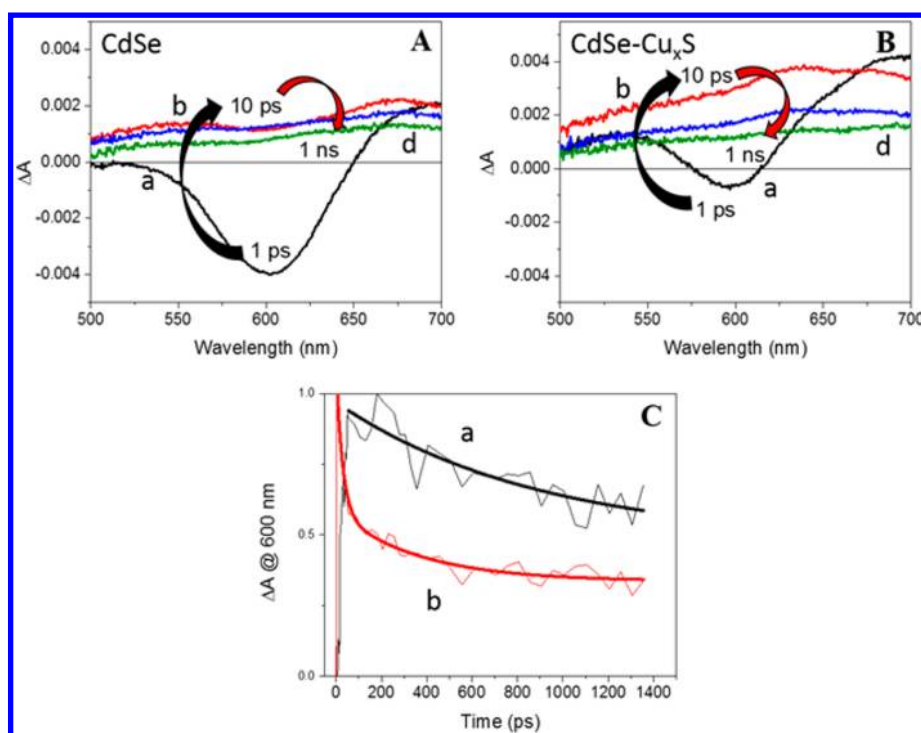 CdSe
A
0.004
0.002
0.000
-0.002
-0.004
ΔA
b
10 ps
1 ns
d
a
1 ps
500
550
600
650
700
Wavelength (nm)
CdSe-CuₓS
B
0.004
0.002
0.000
-0.002
-0.004
ΔA
b
10 ps
1 ns
d
a
1 ps
500
550
600
650
700
Wavelength (nm)
C
1.0
0.5
0.0
ΔA @ 600 nm
a
b
0
200
400
600
800
1000
1200
1400
Time (ps)